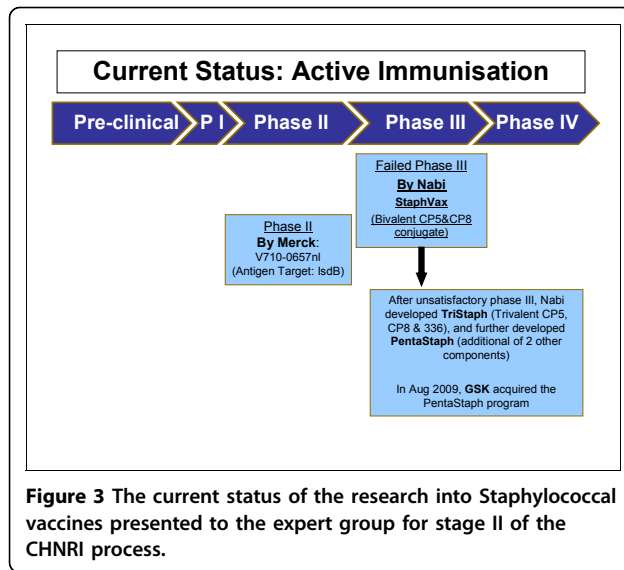 Current Status: Active Immunisation
Pre-clinical
P I
Phase II
Phase III
Phase IV
Failed Phase III
By Nabi
StaphVax
(Bivalent CP5&CP8
conjugate)
Phase II
By Merck:
V710-0657nl
(Antigen Target: IsdB)
After unsatisfactory phase III, Nabi
developed TriStaph (Trivalent CP5,
CP8 & 336), and further developed
PentaStaph (additional of 2 other
components)
In Aug 2009, GSK acquired the
PentaStaph program
Figure 3 The current status of the research into Staphylococcal
vaccines presented to the expert group for stage II of the
CHNRI process.